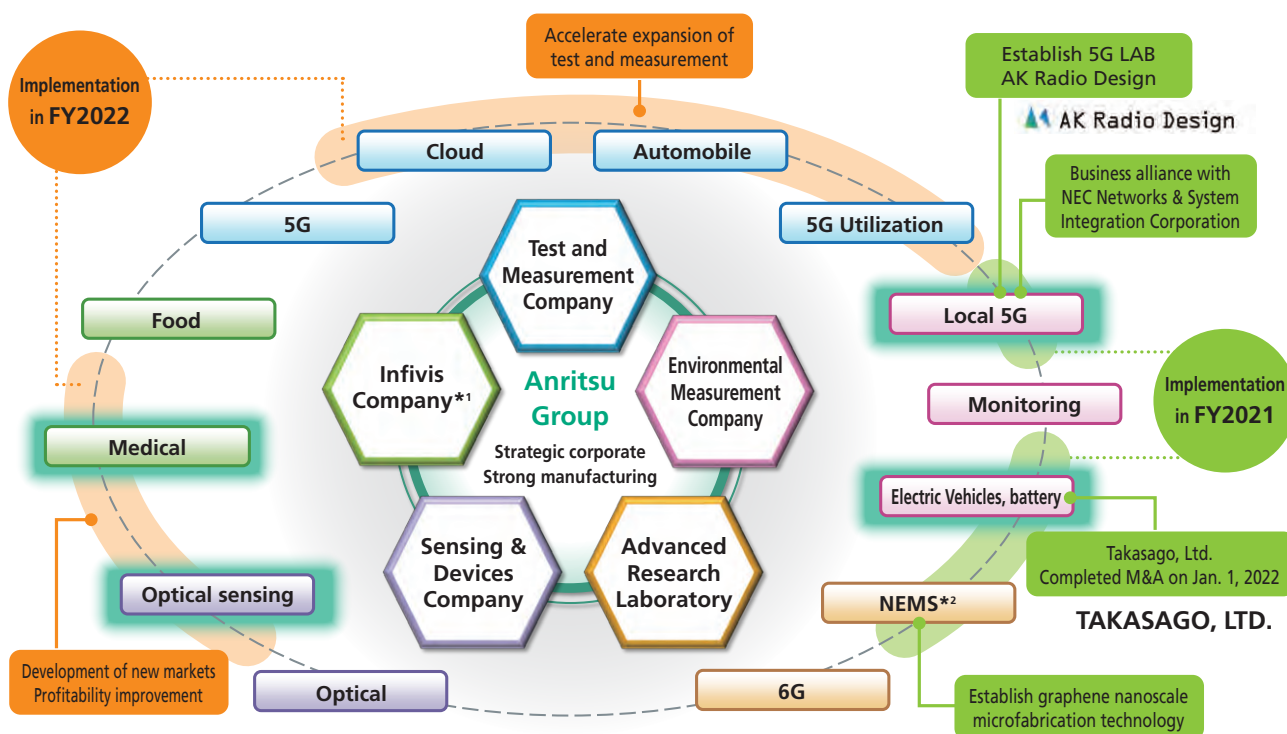 Accelerate expansion of
test and measurement
Implementation
in FY2022
Establish 5G LAB
AK Radio Design
AK Radio Design
Business alliance with
NEC Networks & System
Integration Corporation
Cloud
Automobile
5G
5G Utilization
Food
Local 5G
Medical
Monitoring
Implementation
in FY2021
Optical sensing
Electric Vehicles, battery
Takasago, Ltd.
Completed M&A on Jan. 1, 2022
TAKASAGO, LTD.
NEMS*2
Development of new markets
Profitability improvement
Optical
6G
Establish graphene nanoscale
microfabrication technology
Test and
Measurement
Company
Infivis
Company*1
Anritsu
Group
Strategic corporate
Strong manufacturing
Environmental
Measurement
Company
Sensing &
Devices
Company
Advanced
Research
Laboratory